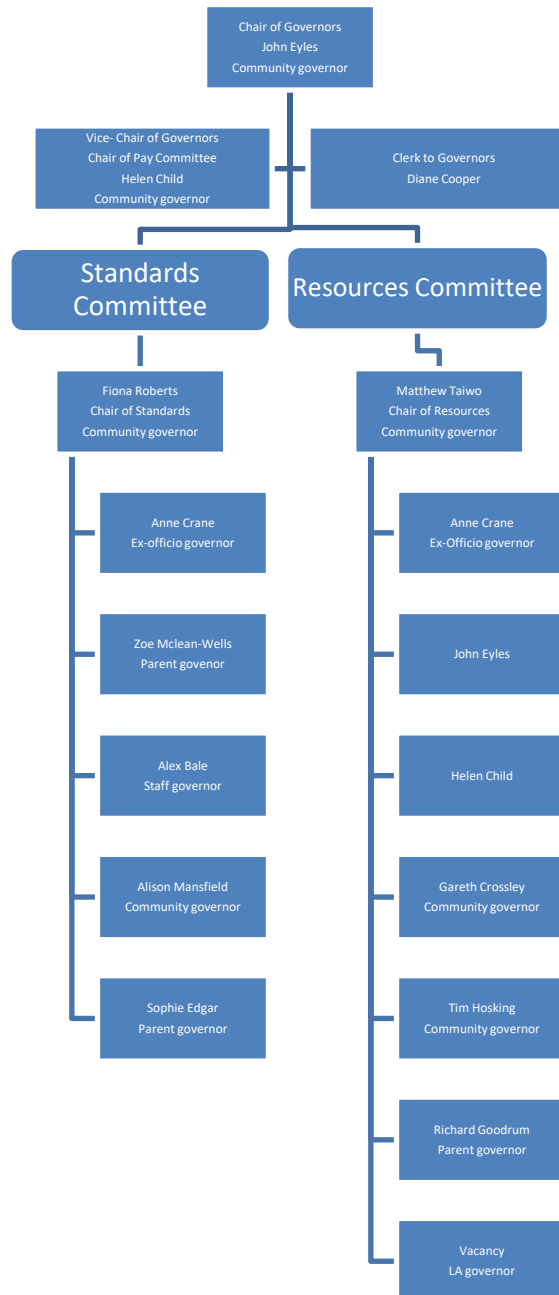 Chair of Governors
John Eyles
Community governor
Vice- Chair of Governors
Chair of Pay Committee
Helen Child
Community governor
Clerk to Governors
Diane Cooper
Standards
Committee
Resources Committee
Fiona Roberts
Chair of Standards
Community governor
Matthew Taiwo
Chair of Resources
Community governor
Anne Crane
Ex-officio governor
Anne Crane
Ex-Officio governor
Zoe Mclean-Wells
Parent govenor
John Eyles
Alex Bale
Staff governor
Helen Child
Alison Mansfield
Community governor
Gareth Crossley
Community governor
Sophie Edgar
Parent governor
Tim Hosking
Community governor
Richard Goodrum
Parent governor
Vacancy
LA governor